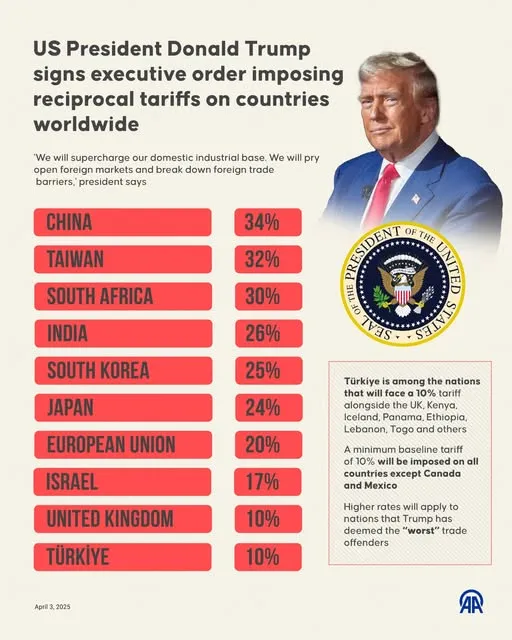 US President Donald Trump
signs executive order imposing
reciprocal tariffs on countries
worldwide
'We will supercharge our domestic industrial base. We will pry
open foreign markets and break down foreign trade
barriers,' president says
CHINA 34%
TAIWAN 32%
SOUTH AFRICA 30%
INDIA 26%
SOUTH KOREA 25%
JAPAN 24%
EUROPEAN UNION 20%
ISRAEL 17%
UNITED KINGDOM 10%
TÜRKİYE 10%
SEAL OF THE PRESIDENT OF THE UNITED STATES
Türkiye is among the nations
that will face a 10% tariff
alongside the UK, Kenya,
Iceland, Panama, Ethiopia,
Lebanon, Togo and others
A minimum baseline tariff
of 10% will be imposed on all
countries except Canada
and Mexico
Higher rates will apply to
nations that Trump has
deemed the “worst” trade
offenders
April 3, 2025
AA